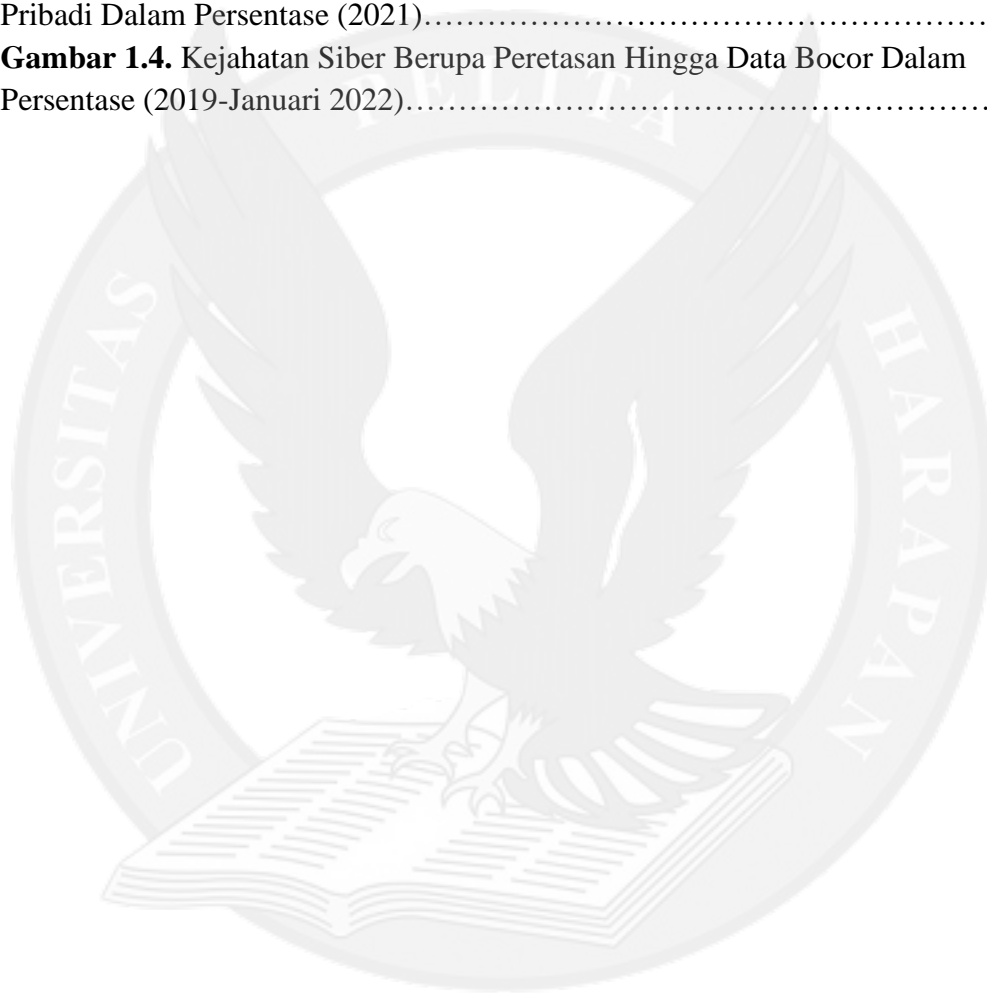 Pribadi Dalam Persentase (2021)……………………………………………………
Gambar 1.4. Kejahatan Siber Berupa Peretasan Hingga Data Bocor Dalam
Persentase (2019-Januari 2022)………………………………………………………
UNIVERSITAS PELITA HARAPAN